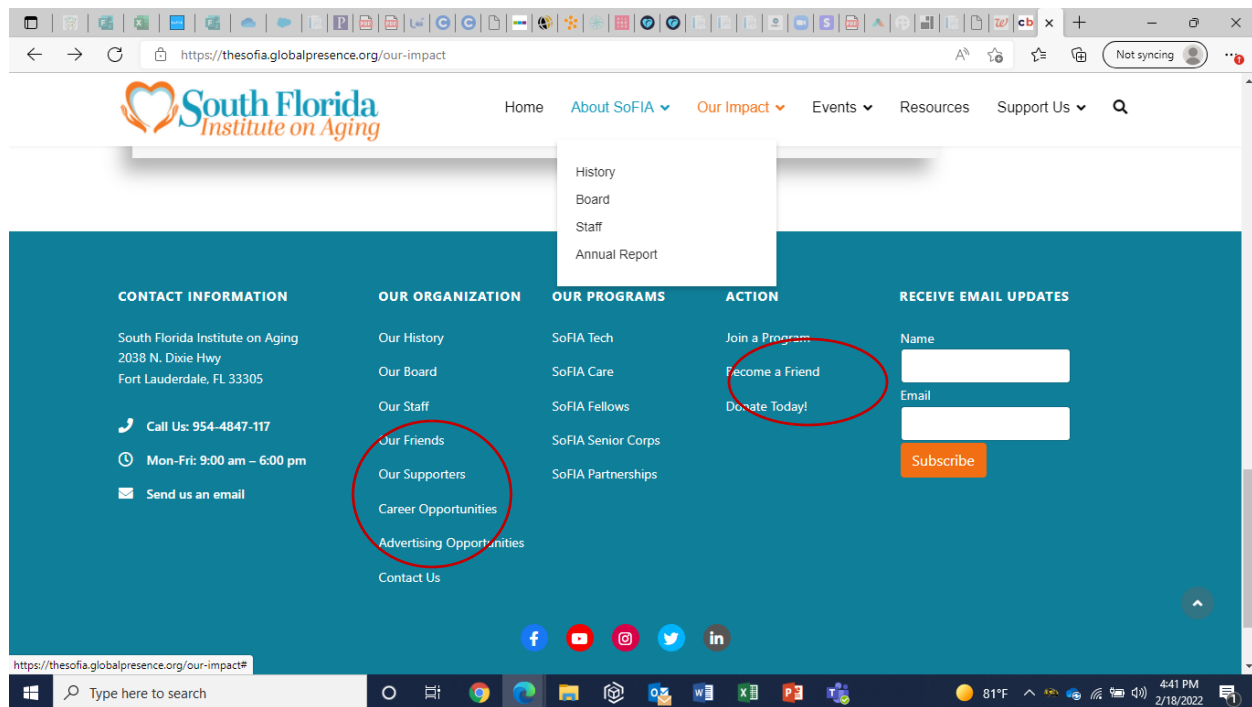 https://thesofia.globalpresence.org/our-impact
Not syncing
South Florida
Institute on Aging
Home
About SoFIA
Our Impact
Events
Resources
Support Us
History
Board
Staff
Annual Report
CONTACT INFORMATION
South Florida Institute on Aging
2038 N. Dixie Hwy
Fort Lauderdale, FL 33305
Call Us: 954-4847-117
Mon-Fri: 9:00 am – 6:00 pm
Send us an email
OUR ORGANIZATION
Our History
Our Board
Our Staff
Our Friends
Our Supporters
Career Opportunities
Advertising Opportunities
Contact Us
OUR PROGRAMS
SoFIA Tech
SoFIA Care
SoFIA Fellows
SoFIA Senior Corps
SoFIA Partnerships
ACTION
Join a Program
Become a Friend
Donate Today!
RECEIVE EMAIL UPDATES
Name
Email
Subscribe
https://thesofia.globalpresence.org/our-impact#
Type here to search
81°F
4:41 PM
2/18/2022